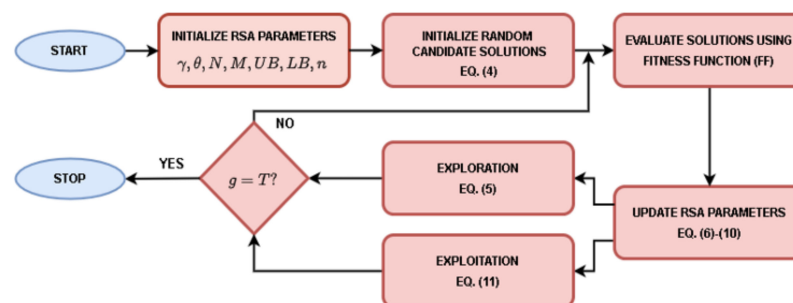 START
INITIALIZE RSA PARAMETERS
γ, θ, N, M, UB, LB, n
INITIALIZE RANDOM
CANDIDATE SOLUTIONS
EQ. (4)
EVALUATE SOLUTIONS USING
FITNESS FUNCTION (FF)
NO
YES
STOP
g = T?
EXPLORATION
EQ. (5)
UPDATE RSA PARAMETERS
EQ. (6)-(10)
EXPLOITATION
EQ. (11)